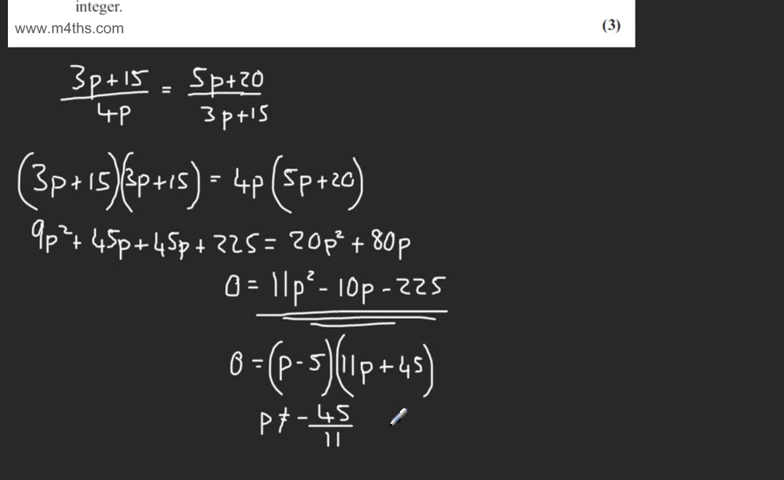 integer.
www.m4ths.com
(3)
3p+15/4p = 5p+20/3p+15
(3p+15)(3p+15) = 4p(5p+20)
9p²+45p+45p+225 = 20p²+80p
0 = 11p²-10p-225
0 = (p-5)(11p+45)
p≠-45/11